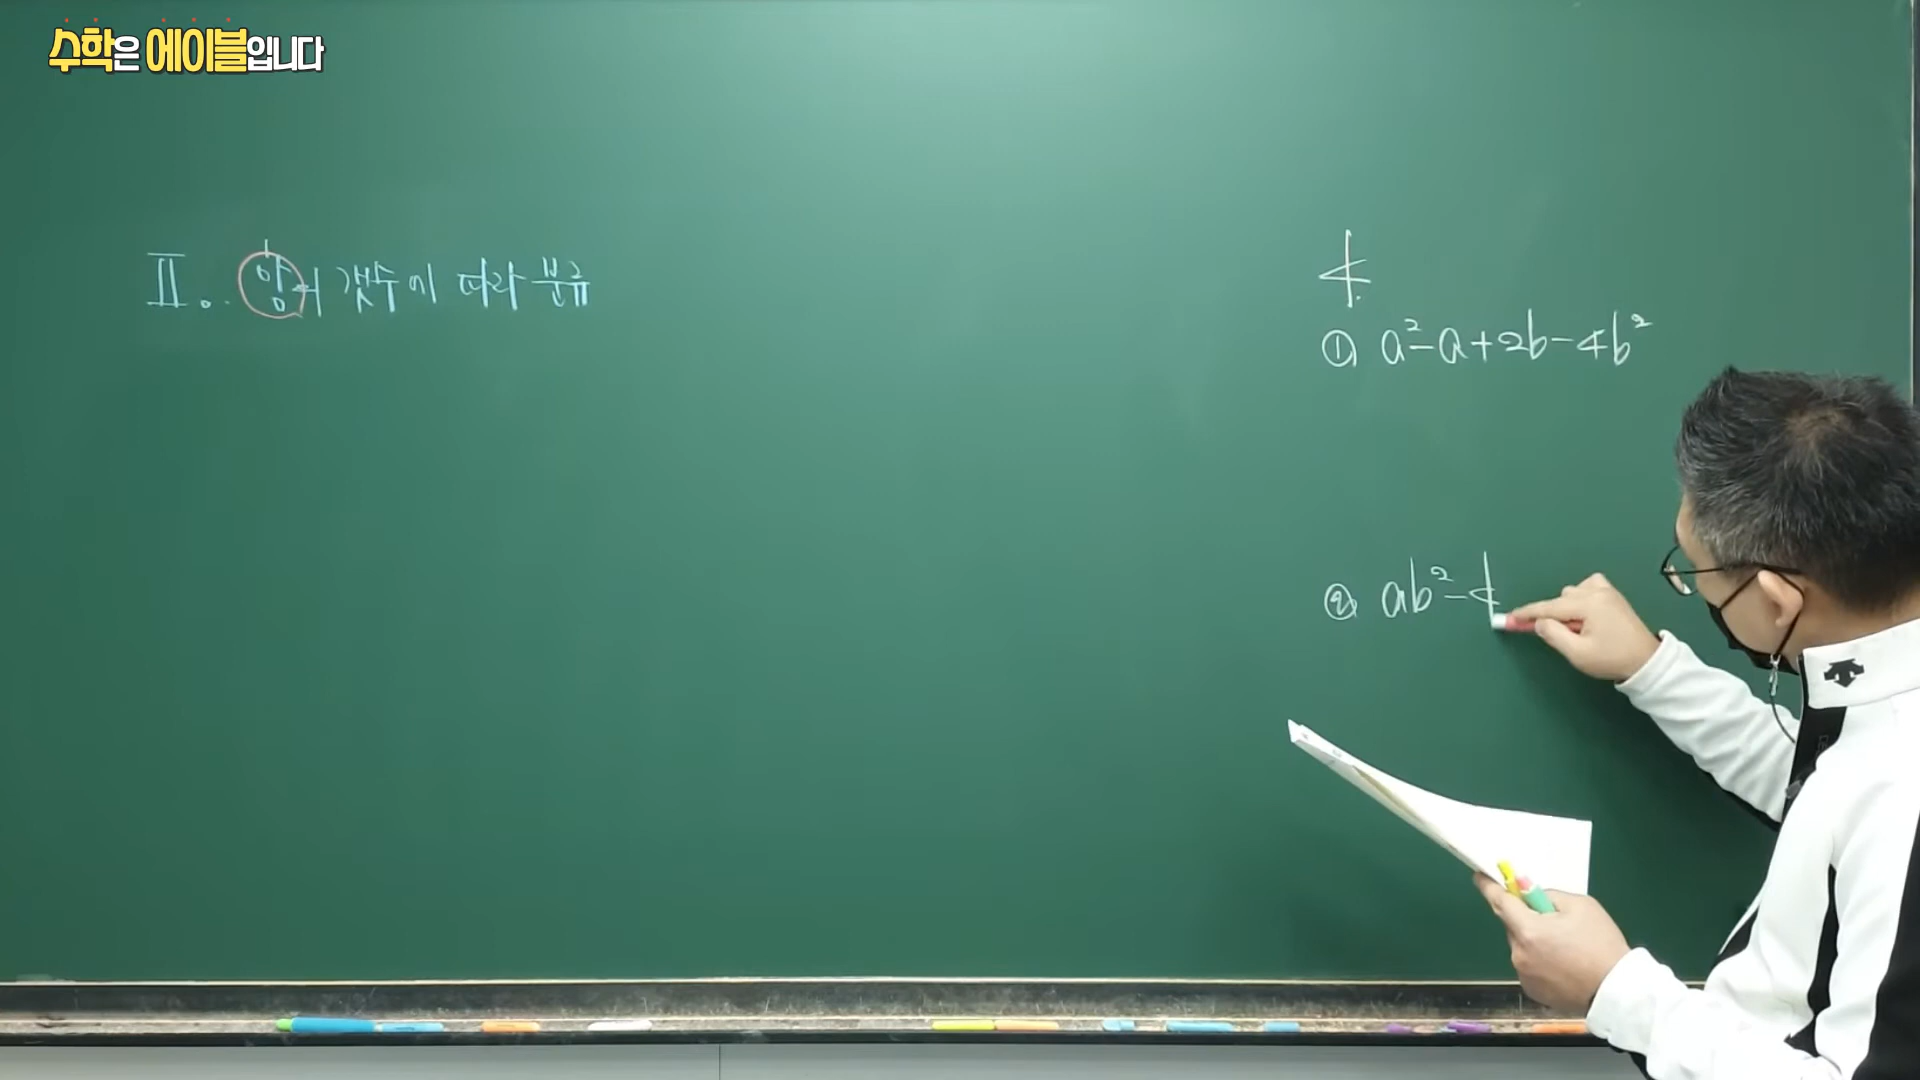 수학은 에이블입니다
Ⅱ. 항의 갯수에 따라 분류
4.
① a²-a+2b-4b²
② ab²-4